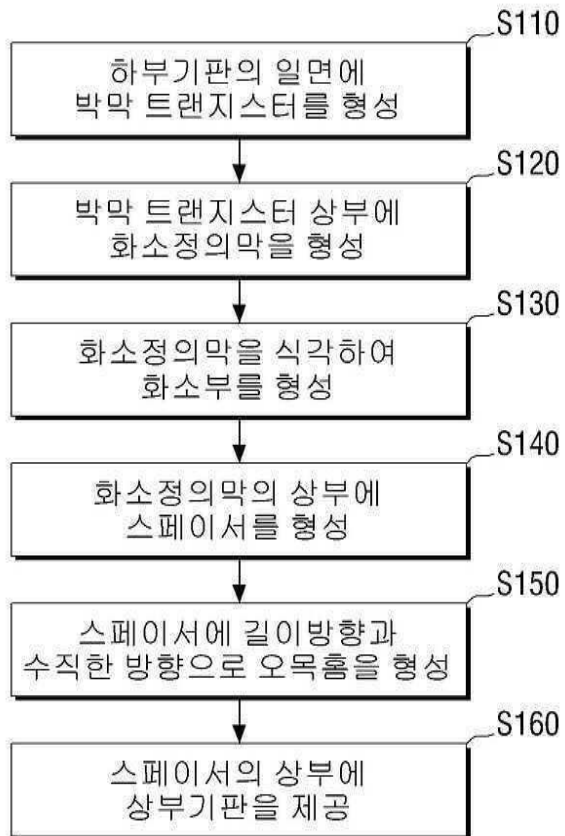 S110
하부기판의 일면에
박막 트랜지스터를 형성
S120
박막 트랜지스터 상부에
화소정의막을 형성
S130
화소정의막을 식각하여
화소부를 형성
S140
화소정의막의 상부에
스페이서를 형성
S150
스페이서에 길이방향과
수직한 방향으로 오목홈을 형성
S160
스페이서의 상부에
상부기판을 제공